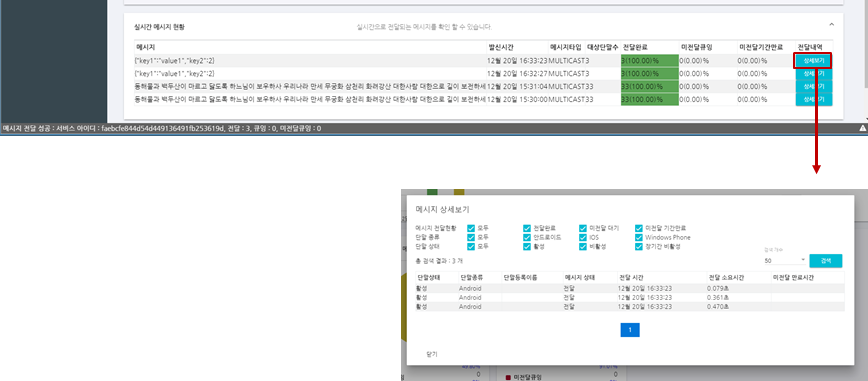 실시간 메시지 현황 실시간으로 전달되는 메시지를 확인 할 수 있습니다.
메시지 발신시간 메시지타입 대상단말수 전달완료 미전달큐잉 미전달기간만료 전달내역
{"key1":"value1","key2":2} 12월 20일 16:33:23 MULTICAST 3 3(100.00)% 0(0.00)% 0(0.00)% 상세보기
{"key1":"value1","key2":2} 12월 20일 16:33:27 MULTICAST 3 3(100.00)% 0(0.00)% 0(0.00)% 상세보기
동해물과 백두산이 마르고 닳도록 하느님이 보우하사 우리나라 만세 무궁화 삼천리 화려강산 대한사람 대한으로 길이 보전하세 12월 20일 15:31:04 MULTICAST 33 33(100.00)% 0(0.00)% 0(0.00)% 상세보기
동해물과 백두산이 마르고 닳도록 하느님이 보우하사 우리나라 만세 무궁화 삼천리 화려강산 대한사람 대한으로 길이 보전하세 12월 20일 15:30:00 MULTICAST 33 33(100.00)% 0(0.00)% 0(0.00)% 상세보기
메시지 전달 성공 : 서비스 아이디 : faebcfe844d54d449136491fb253619d, 전달 : 3, 큐잉 : 0, 미전달큐잉 : 0
메시지 상세보기
메시지 전달현황 모두 전달완료 미전달 대기 미전달 기간만료
단말 종류 모두 안드로이드 IOS Windows Phone
단말 상태 모두 활성 비활성 장기간 비활성
총 검색 결과 : 3 개 50 검색
단말상태 단말종류 단말등록이름 메시지 상태 전달 시간 전달 소요시간 미전달 만료시간
활성 Android 전달 12월 20일 16:33:23 0.079초
활성 Android 전달 12월 20일 16:33:23 0.361초
활성 Android 전달 12월 20일 16:33:23 0.470초
1
닫기
0 0
미전달큐잉